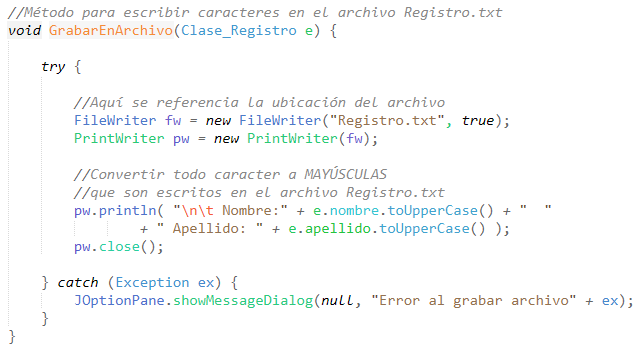 //Método para escribir caracteres en el archivo Registro.txt
void GrabarEnArchivo(Clase_Registro e) {
try {
//Aquí se referencia la ubicación del archivo
FileWriter fw = new FileWriter("Registro.txt", true);
PrintWriter pw = new PrintWriter(fw);
//Convertir todo caracter a MAYÚSCULAS
//que son escritos en el archivo Registro.txt
pw.println( "\n\t Nombre:" + e.nombre.toUpperCase() + "  "
+ " Apellido: " + e.apellido.toUpperCase() );
pw.close();
} catch (Exception ex) {
JOptionPane.showMessageDialog(null, "Error al grabar archivo" + ex);
}
}